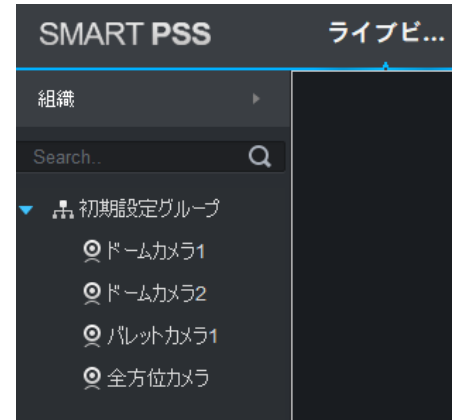 SMART PSS
ライブビ...
組織
Search..
初期設定グループ
ドームカメラ1
ドームカメラ2
バレットカメラ1
全方位カメラ